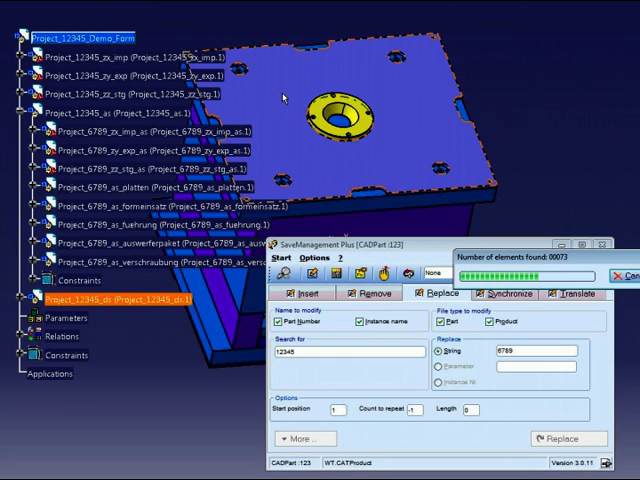 Project_12345_Demo_Form
Project_12345_zx_imp (Project_12345_zx_imp.1)
Project_12345_zy_exp (Project_12345_zy_exp.1)
Project_12345_zz_stg (Project_12345_zz_stg.1)
Project_12345_as (Project_12345_as.1)
Project_6789_zx_imp_as (Project_6789_zx_imp_as.1)
Project_6789_zy_exp_as (Project_6789_zy_exp_as.1)
Project_6789_zz_stg_as (Project_6789_zz_stg_as.1)
Project_6789_as_platten (Project_6789_as_platten.1)
Project_6789_as_formeinsatz (Project_6789_as_formeinsatz.1)
Project_6789_as_fuehrung (Project_6789_as_fuehrung.1)
Project_6789_as_auswerferpaket (Project_6789_as_ausw
Project_6789_as_verschraubung (Project_6789_as_versc
Constraints
Project_12345_ds (Project_12345_ds.1)
Parameters
Relations
Constraints
Applications
SaveManagement Plus [CADPart :123]
Start Options ?
Number of elements found: 00073
Can
None
Insert Remove Replace Synchronize Translate
Name to modify File type to modify
Part Number Instance name Part Product
Search for Replace
12345 String 6789
Parameter
Instance Nr.
Options
Start position 1 Count to repeat -1 Length 0
More ... Replace
CADPart :123 WT.CATProduct Version 3.0.11